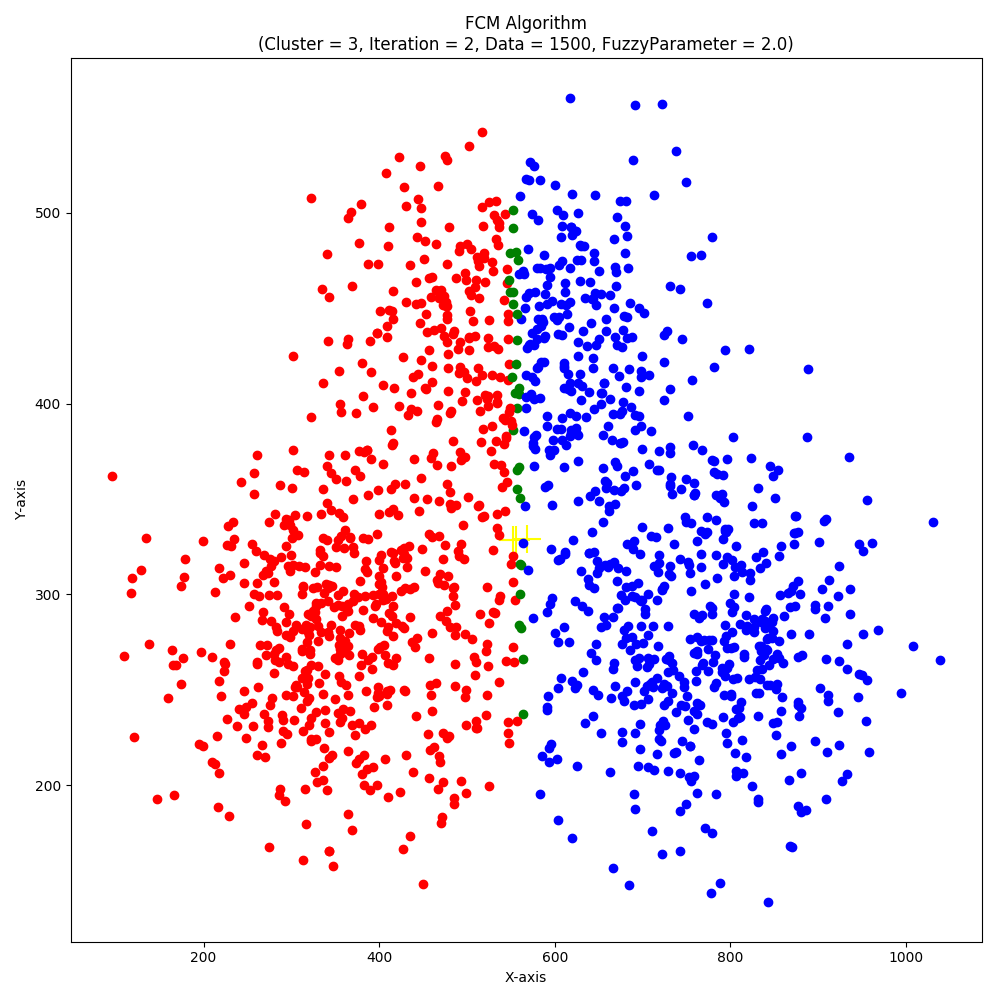 FCM Algorithm
(Cluster = 3, Iteration = 2, Data = 1500, FuzzyParameter = 2.0)
500
400
300
200
Y-axis
200
400
600
800
1000
X-axis